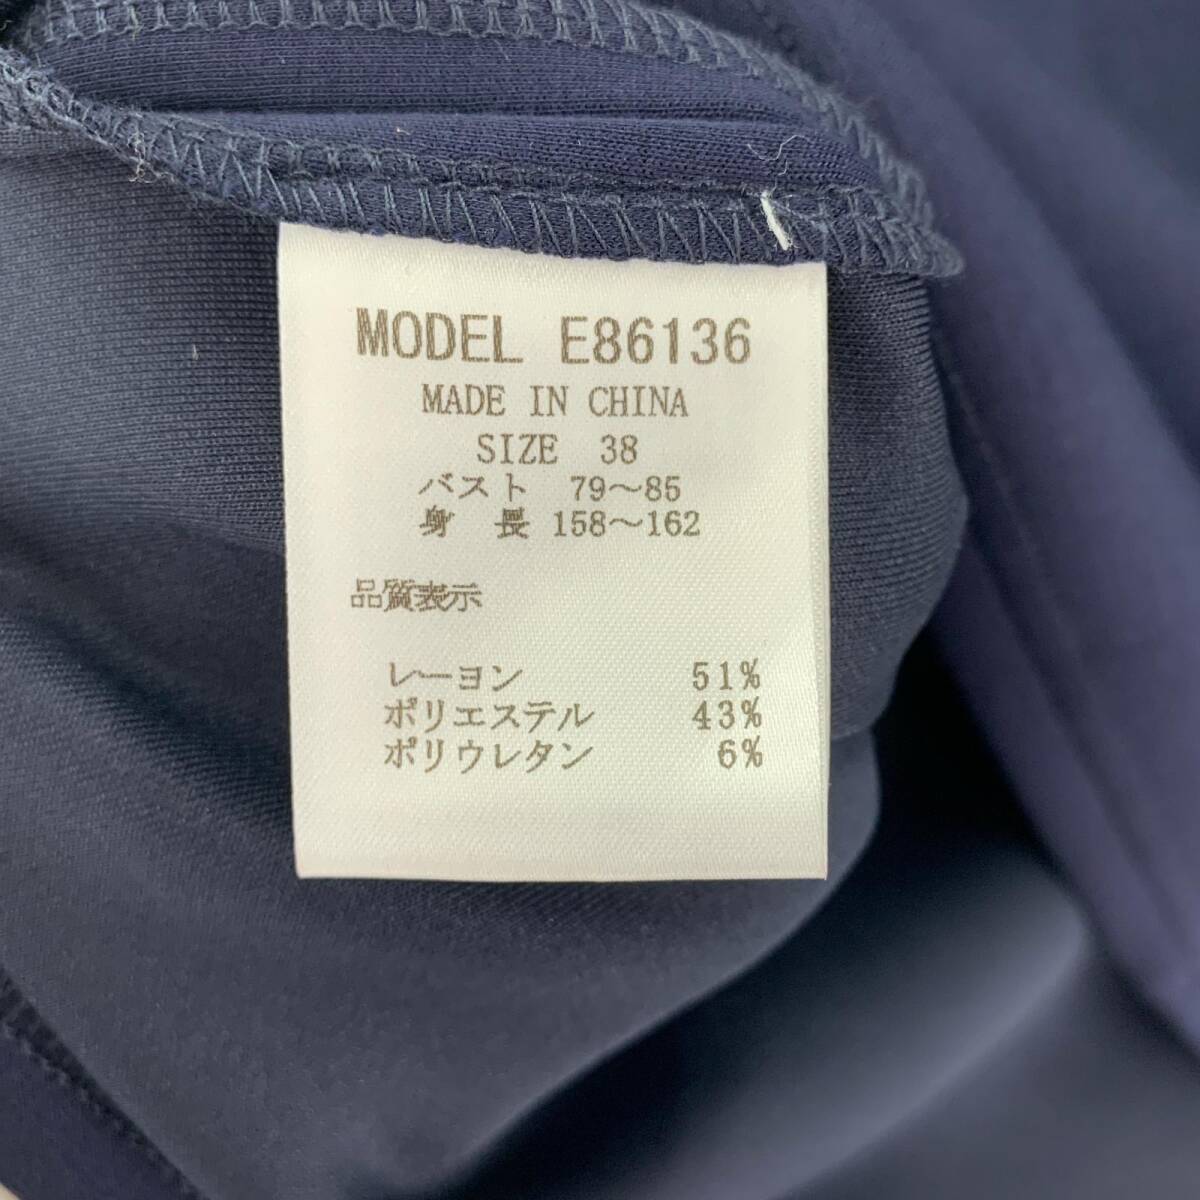 MODEL E86136
MADE IN CHINA
SIZE 38
バスト 79～85
身 長 158～162
品質表示
レーヨン 51%
ポリエステル 43%
ポリウレタン 6%